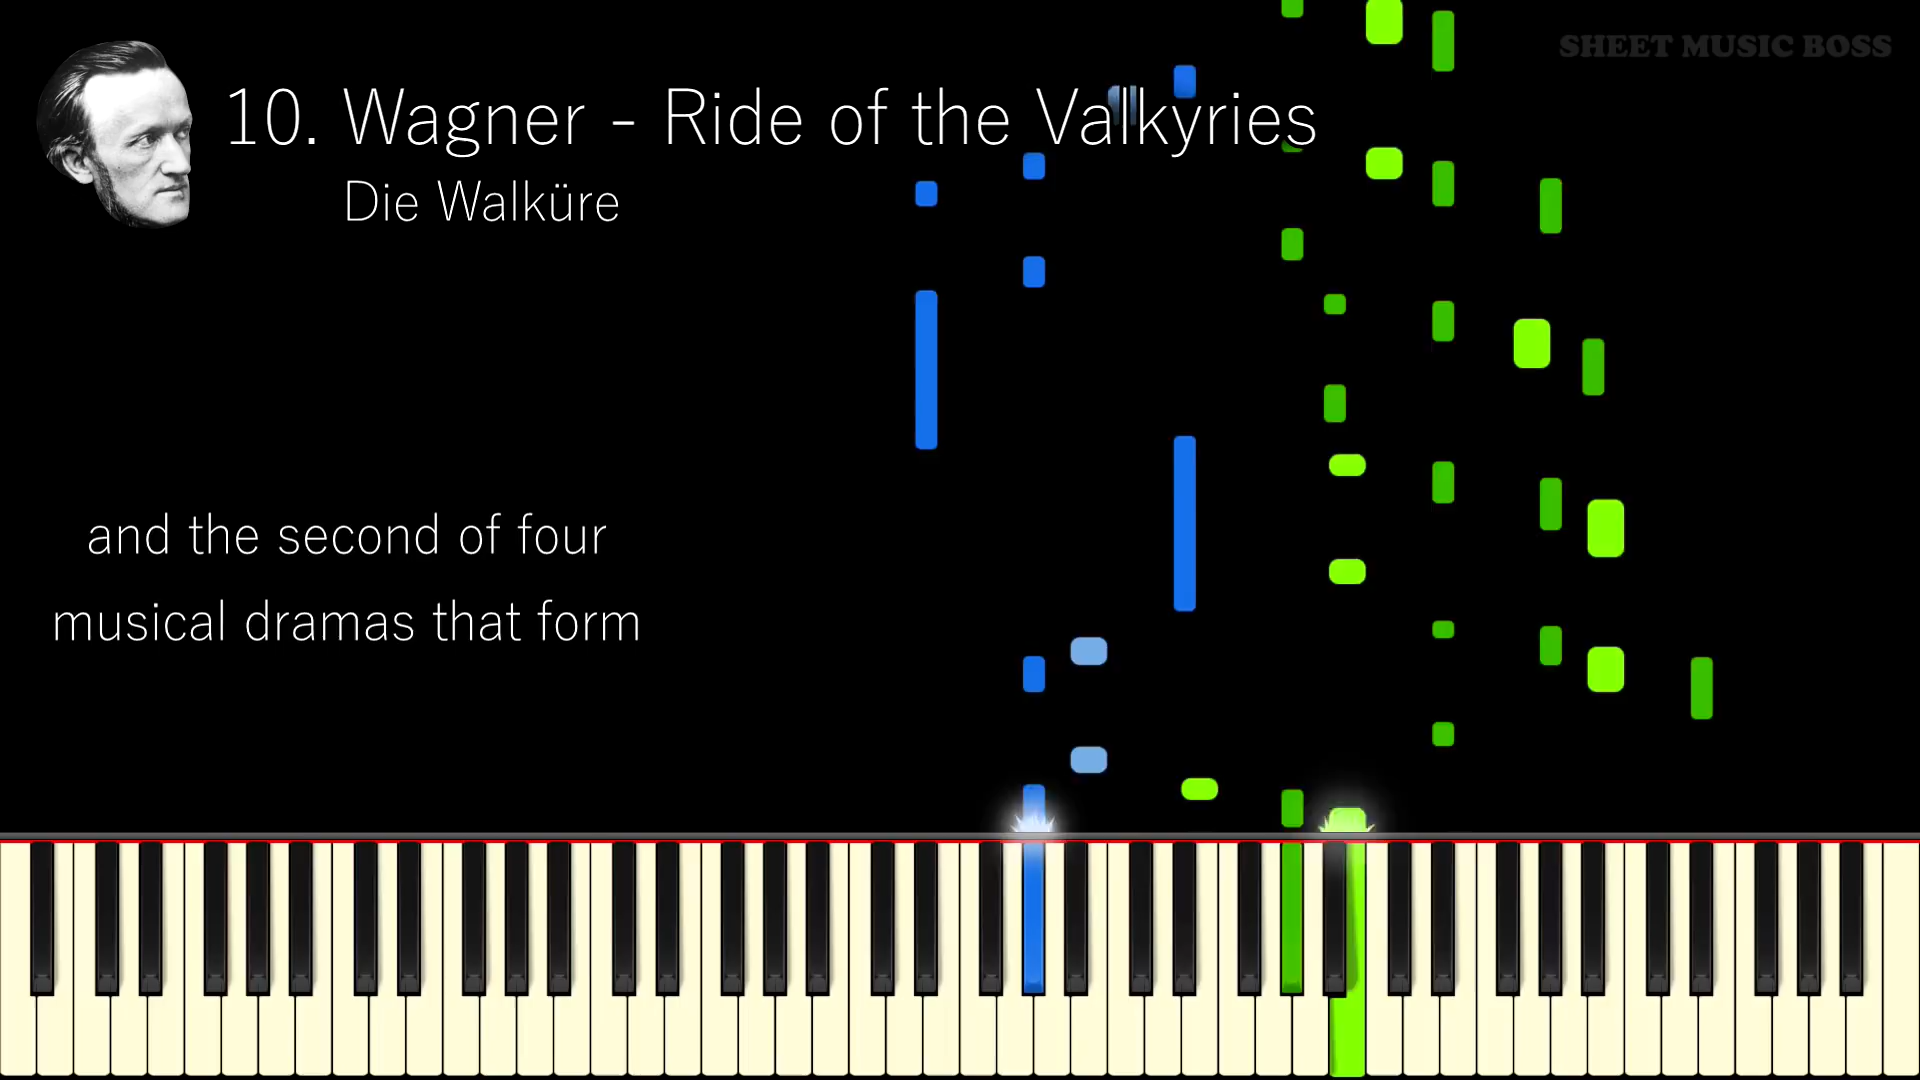 SHEET MUSIC BOSS
10. Wagner - Ride of the Valkyries
Die Walküre
and the second of four
musical dramas that form